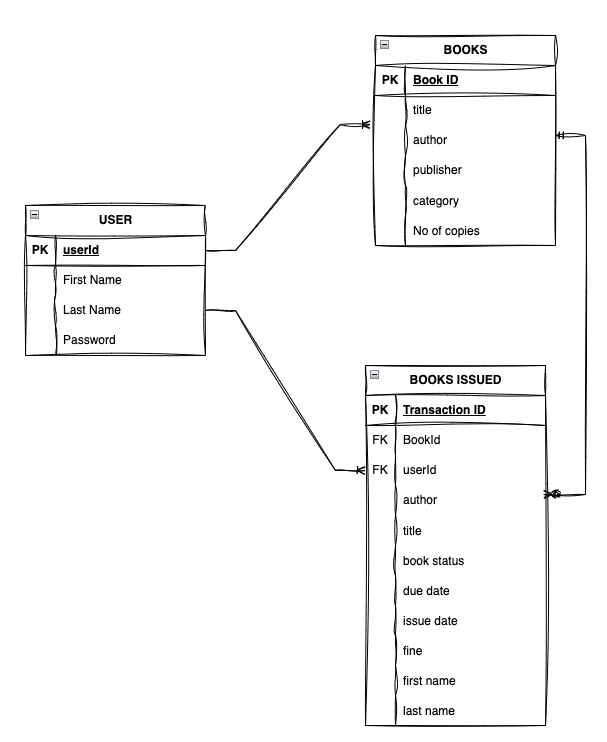 BOOKS
PK Book ID
title
author
publisher
category
No of copies
USER
PK userId
First Name
Last Name
Password
BOOKS ISSUED
PK Transaction ID
FK BookId
FK userId
author
title
book status
due date
issue date
fine
first name
last name